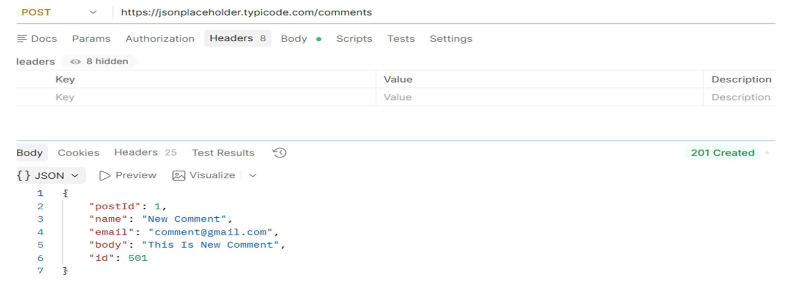 POST https://jsonplaceholder.typicode.com/comments
Docs Params Authorization Headers 8 Body Scripts Tests Settings
leaders 8 hidden
Key Value Description
Key Value Description
Body Cookies Headers 25 Test Results 201 Created
{} JSON Preview Visualize
1 {
2 "postId": 1,
3 "name": "New Comment",
4 "email": "comment@gmail.com",
5 "body": "This Is New Comment",
6 "id": 501
7 }